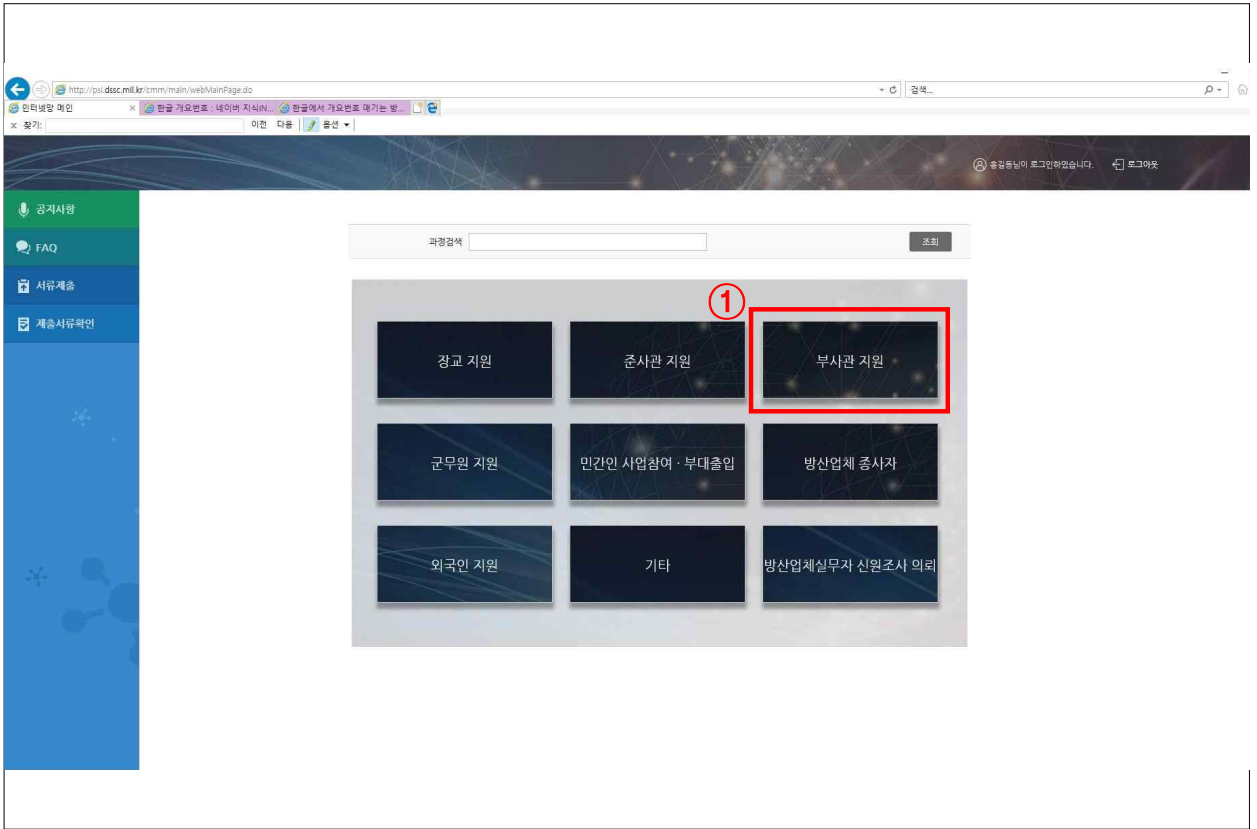 http://psi.dssc.mil.kr/cmm/main/webMainPage.do
검색...
인터넷망 메인
한글 개요번호 : 네이버 지식iN...
한글에서 개요번호 매기는 방...
찾기:
이전 다음 옵션
홍길동님이 로그인하였습니다.
로그아웃
공지사항
FAQ
서류제출
제출서류확인
과정검색
조회
①
장교 지원
준사관 지원
부사관 지원
군무원 지원
민간인 사업참여 · 부대출입
방산업체 종사자
외국인 지원
기타
방산업체실무자 신원조사 의뢰